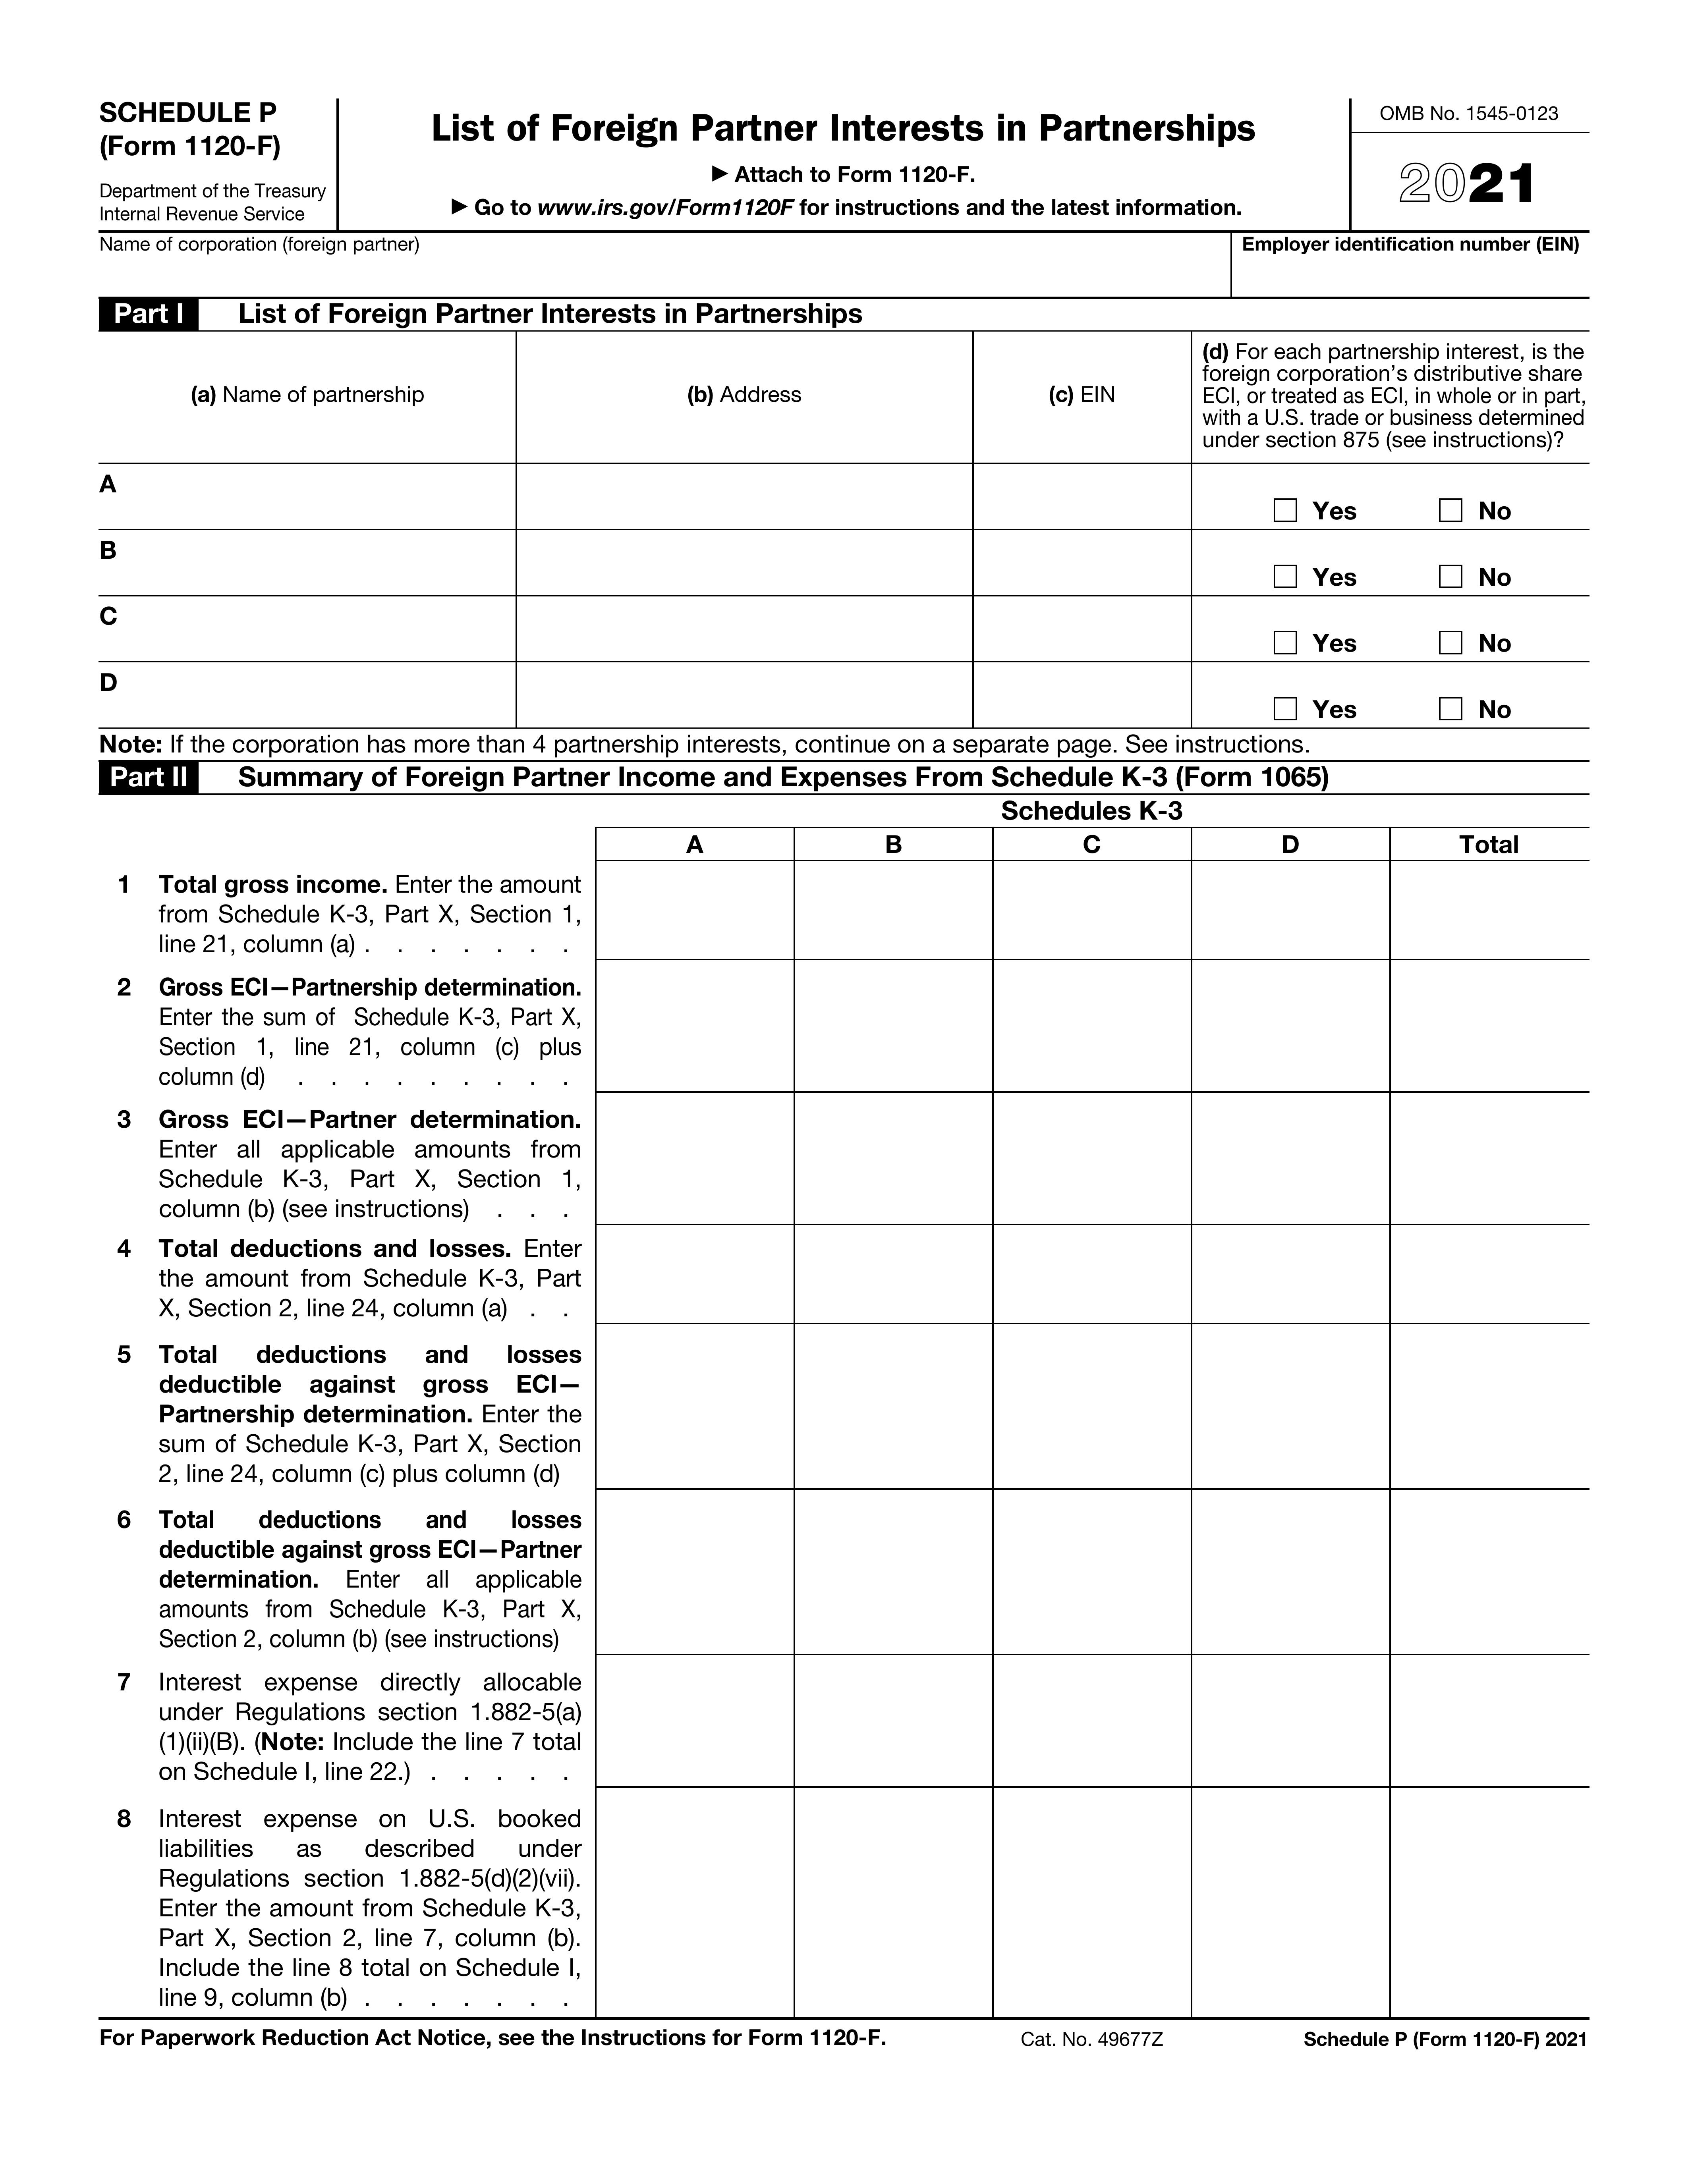 SCHEDULE P
(Form 1120-F)
Department of the Treasury
Internal Revenue Service
List of Foreign Partner Interests in Partnerships
▶ Attach to Form 1120-F.
▶ Go to www.irs.gov/Form1120F for instructions and the latest information.
OMB No. 1545-0123
2021
Name of corporation (foreign partner)
Employer identification number (EIN)
Part I List of Foreign Partner Interests in Partnerships
(a) Name of partnership
(b) Address
(c) EIN
(d) For each partnership interest, is the
foreign corporation's distributive share
ECI, or treated as ECI, in whole or in part,
with a U.S. trade or business determined
under section 875 (see instructions)?
A
Yes No
B
Yes No
C
Yes No
D
Yes No
Note: If the corporation has more than 4 partnership interests, continue on a separate page. See instructions.
Part II Summary of Foreign Partner Income and Expenses From Schedule K-3 (Form 1065)
Schedules K-3
A B C D Total
1 Total gross income. Enter the amount
from Schedule K-3, Part X, Section 1,
line 21, column (a) . . . . . . .
2 Gross ECI—Partnership determination.
Enter the sum of Schedule K-3, Part X,
Section 1, line 21, column (c) plus
column (d) . . . . . . . . .
3 Gross ECI—Partner determination.
Enter all applicable amounts from
Schedule K-3, Part X, Section 1,
column (b) (see instructions) . . .
4 Total deductions and losses. Enter
the amount from Schedule K-3, Part
X, Section 2, line 24, column (a) . .
5 Total deductions and losses
deductible against gross ECI—
Partnership determination. Enter the
sum of Schedule K-3, Part X, Section
2, line 24, column (c) plus column (d)
6 Total deductions and losses
deductible against gross ECI—Partner
determination. Enter all applicable
amounts from Schedule K-3, Part X,
Section 2, column (b) (see instructions)
7 Interest expense directly allocable
under Regulations section 1.882-5(a)
(1)(ii)(B). (Note: Include the line 7 total
on Schedule I, line 22.) . . . . .
8 Interest expense on U.S. booked
liabilities as described under
Regulations section 1.882-5(d)(2)(vii).
Enter the amount from Schedule K-3,
Part X, Section 2, line 7, column (b).
Include the line 8 total on Schedule I,
line 9, column (b) . . . . . . .
For Paperwork Reduction Act Notice, see the Instructions for Form 1120-F.
Cat. No. 49677Z
Schedule P (Form 1120-F) 2021